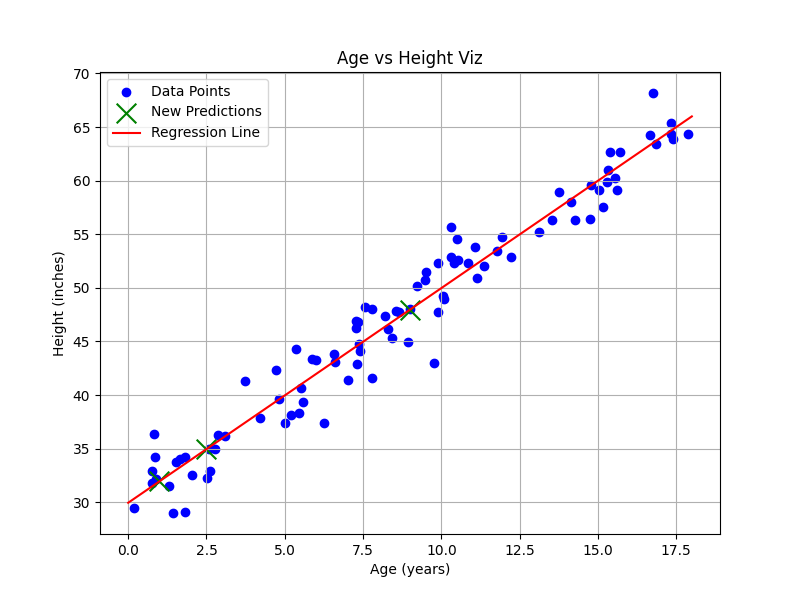 Age vs Height Viz
Data Points
New Predictions
Regression Line
70
65
60
55
50
45
40
35
30
Height (inches)
0.0 2.5 5.0 7.5 10.0 12.5 15.0 17.5
Age (years)